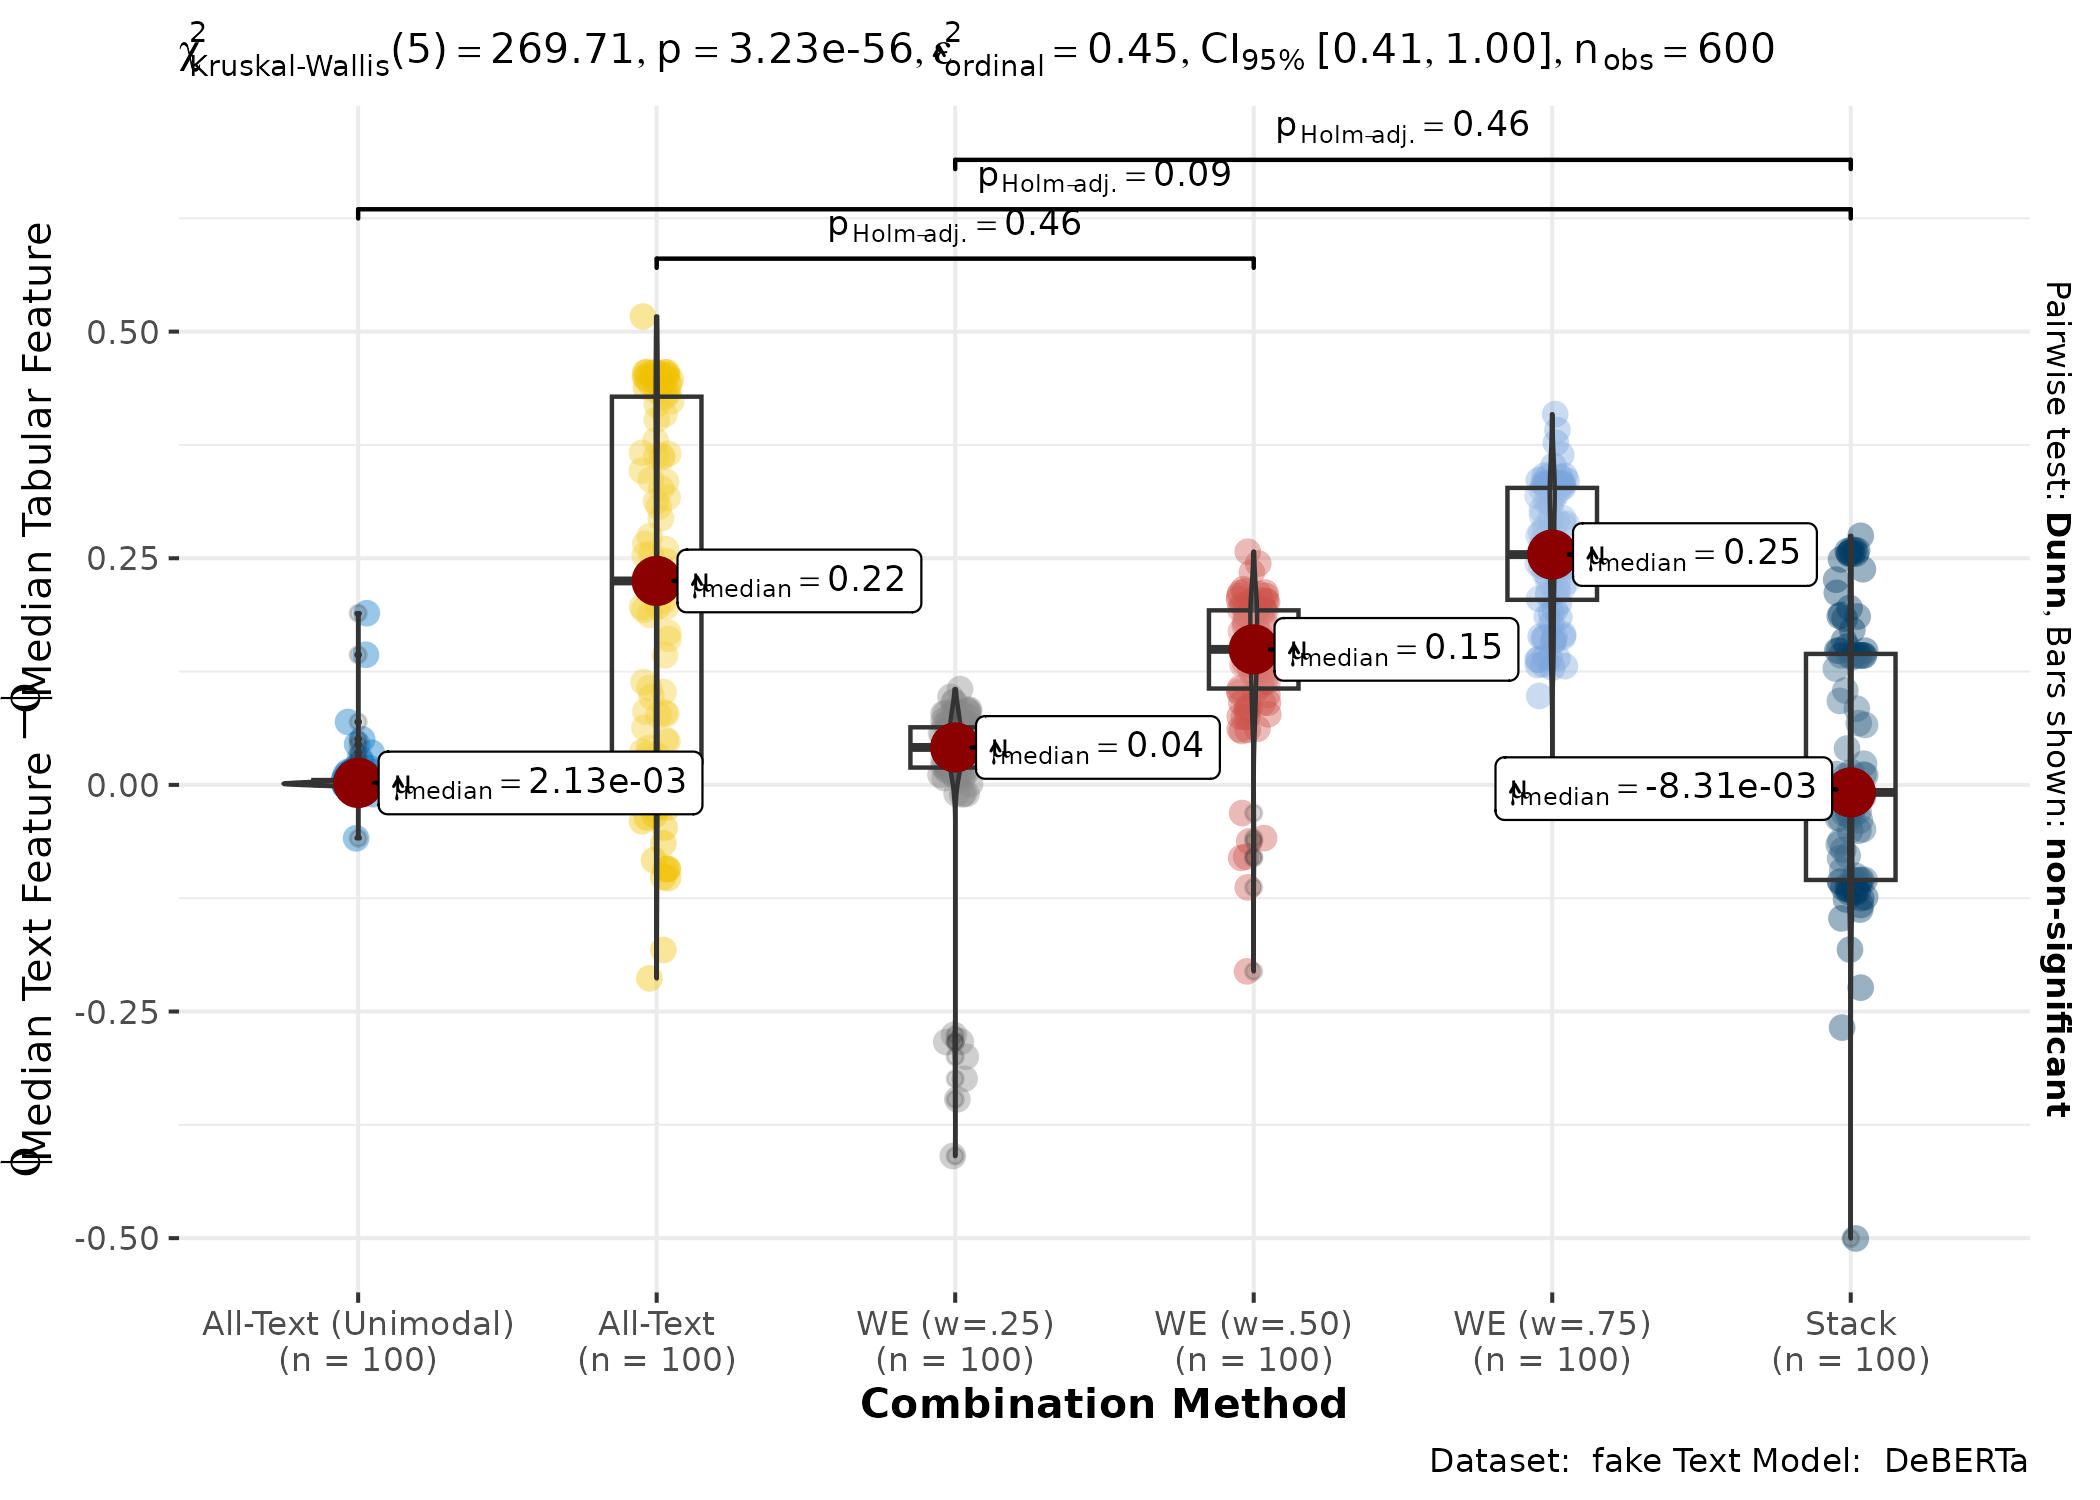 χ²Kruskal-Wallis(5) = 269.71, p = 3.23e-56, ε̂²ordinal = 0.45, CI95% [0.41, 1.00], nobs = 600
pHolm-adj. = 0.46
pHolm-adj. = 0.09
pHolm-adj. = 0.46
ϕMedian Text Feature − ϕMedian Tabular Feature
0.50
0.25
0.00
-0.25
-0.50
μ̂median = 2.13e-03
μ̂median = 0.22
μ̂median = 0.04
μ̂median = 0.15
μ̂median = 0.25
μ̂median = -8.31e-03
Pairwise test: Dunn, Bars shown: non-significant
All-Text (Unimodal)
(n = 100)
All-Text
(n = 100)
WE (w=.25)
(n = 100)
WE (w=.50)
(n = 100)
WE (w=.75)
(n = 100)
Stack
(n = 100)
Combination Method
Dataset:  fake Text Model:  DeBERTa